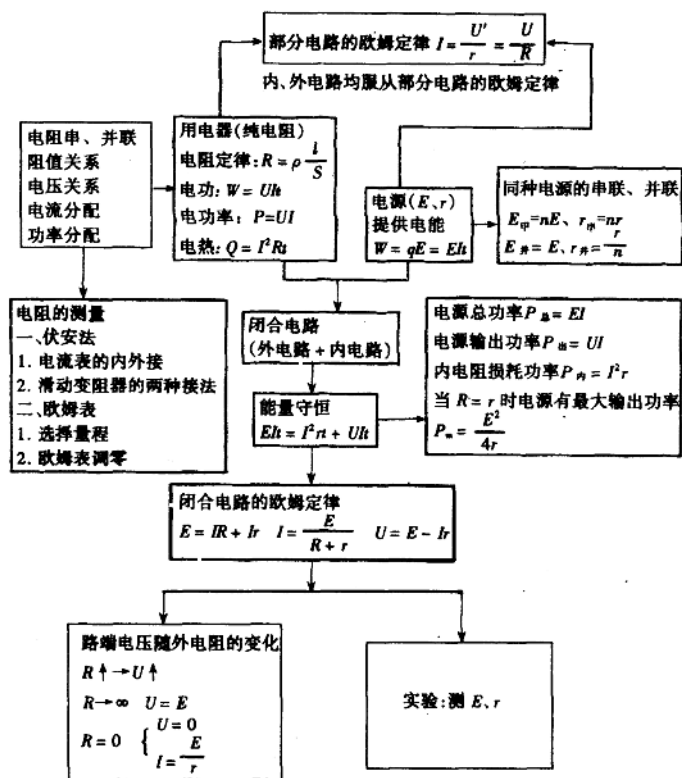 部分电路的欧姆定律 I = U'/r = U/R
内、外电路均服从部分电路的欧姆定律
电阻串、并联
阻值关系
电压关系
电流分配
功率分配
用电器(纯电阻)
电阻定律: R = ρ l/S
电功: W = UIt
电功率: P = UI
电热: Q = I²Rt
电源(E、r)
提供电能
W = qE = EIt
同种电源的串联、并联
E串 = nE、r串 = nr
E并 = E、r并 = r/n
电阻的测量
一、伏安法
1. 电流表的内外接
2. 滑动变阻器的两种接法
二、欧姆表
1. 选择量程
2. 欧姆表调零
闭合电路
(外电路 + 内电路)
能量守恒
EIt = I²rt + UIt
电源总功率P总 = EI
电源输出功率P出 = UI
内电阻损耗功率P内 = I²r
当 R = r 时电源有最大输出功率
Pm = E²/4r
闭合电路的欧姆定律
E = IR + Ir I = E/(R + r) U = E - Ir
路端电压随外电阻的变化
R↑→U↑
R→∞ U = E
R = 0 { U = 0
I = E/r
实验:测 E、r